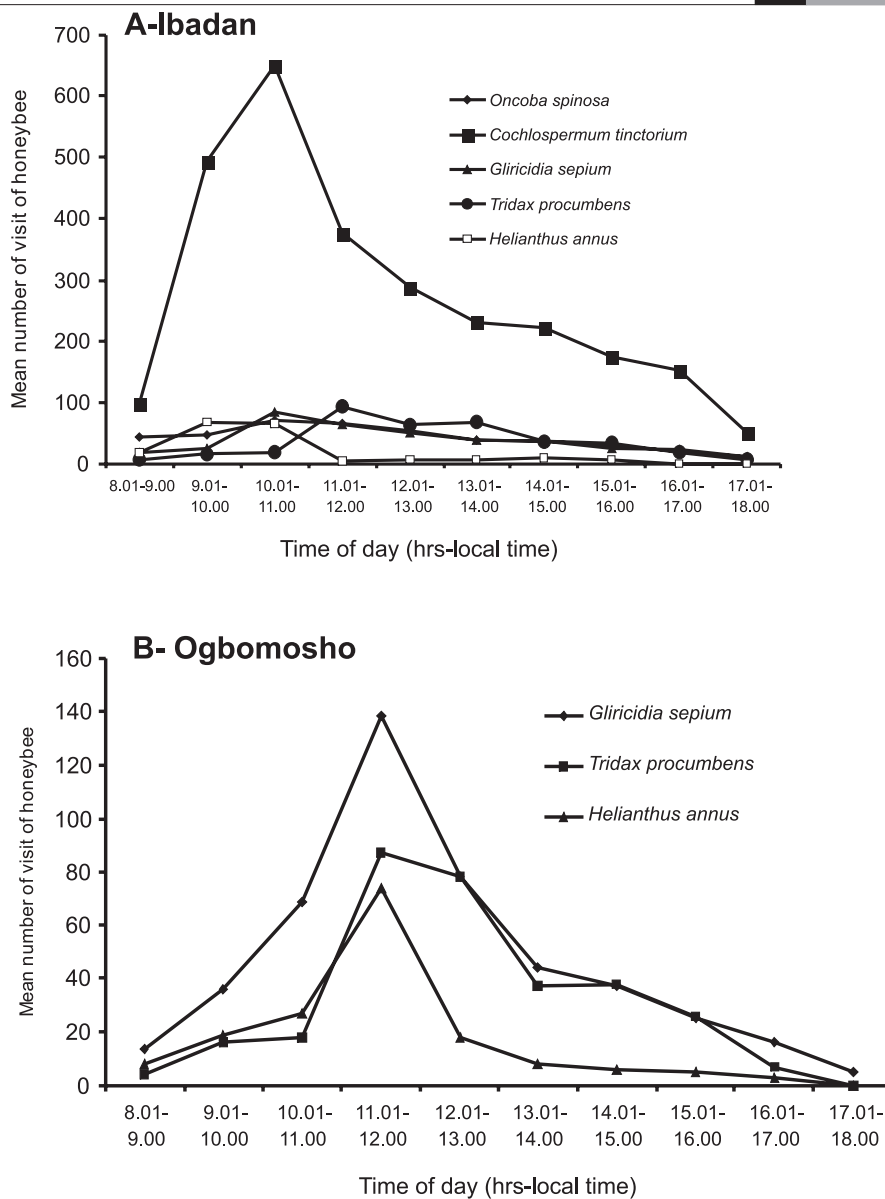 A-Ibadan
700
600
500
400
300
200
100
0
Mean number of visit of honeybee
Oncoba spinosa
Cochlospermum tinctorium
Gliricidia sepium
Tridax procumbens
Helianthus annus
8.01-9.00 9.01- 10.01- 11.01- 12.01- 13.01- 14.01- 15.01- 16.01- 17.01-
10.00 11.00 12.00 13.00 14.00 15.00 16.00 17.00 18.00
Time of day (hrs-local time)
B- Ogbomosho
160
140
120
100
80
60
40
20
0
Mean number of visit of honeybee
Gliricidia sepium
Tridax procumbens
Helianthus annus
8.01- 9.01- 10.01- 11.01- 12.01- 13.01- 14.01- 15.01- 16.01- 17.01-
9.00 10.00 11.00 12.00 13.00 14.00 15.00 16.00 17.00 18.00
Time of day (hrs-local time)